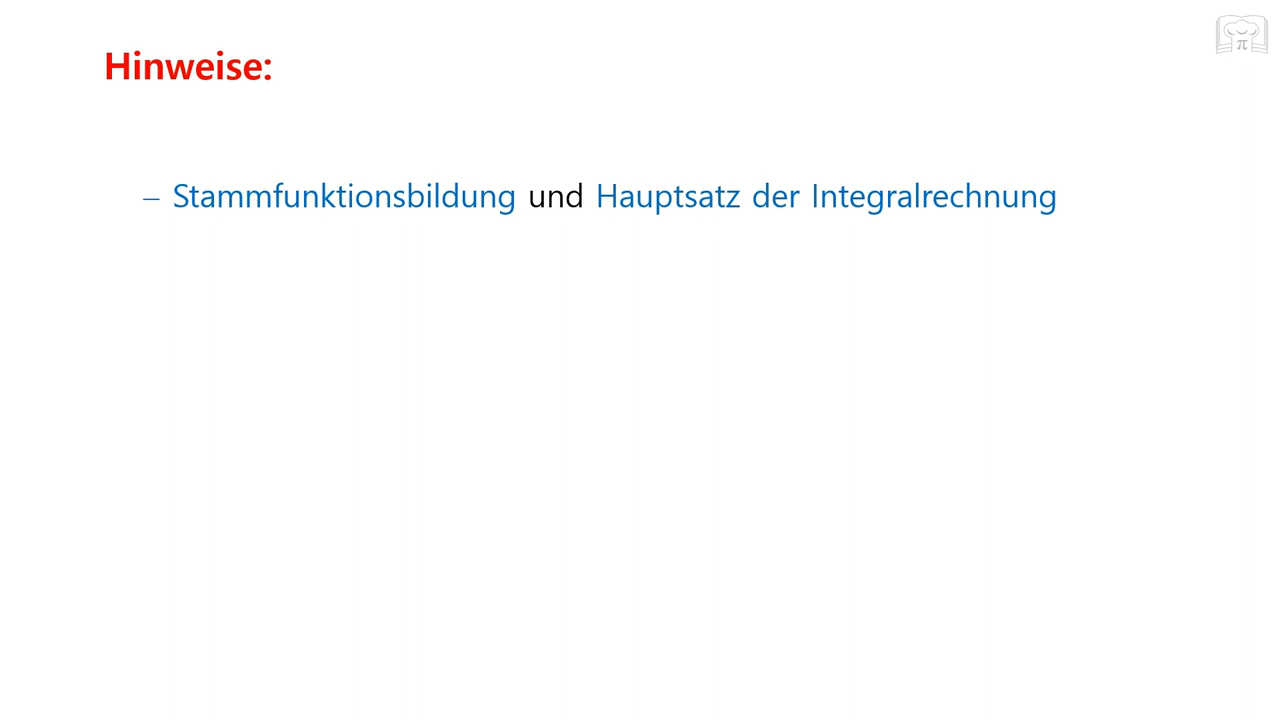 Hinweise:
– Stammfunktionsbildung und Hauptsatz der Integralrechnung
π